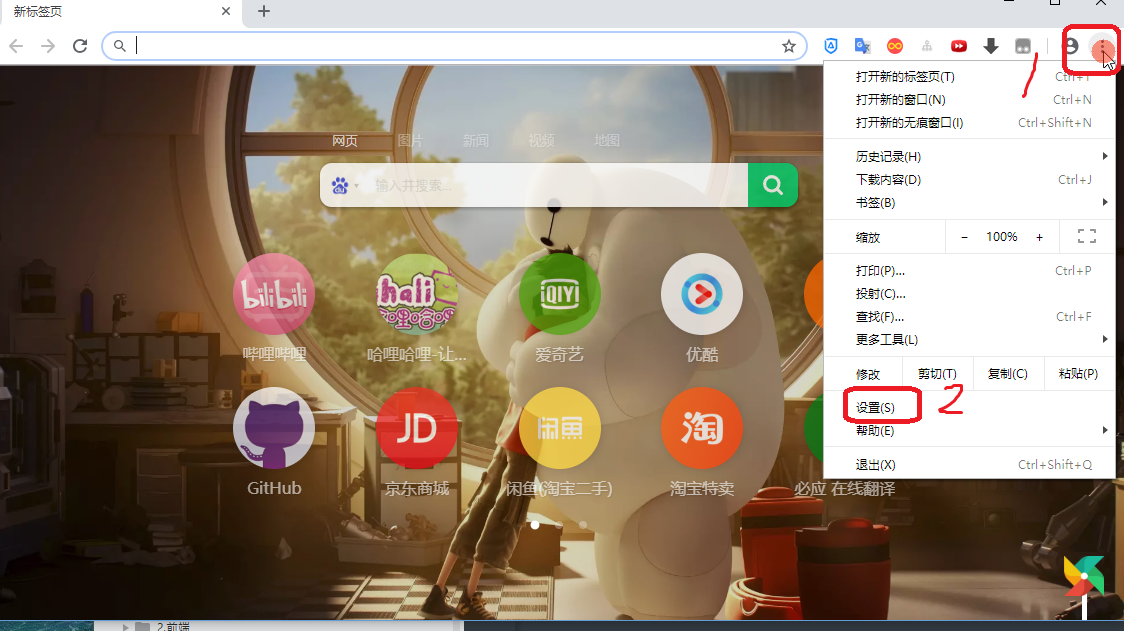 新标签页
打开新的标签页(T)
Ctrl+T
打开新的窗口(N)
Ctrl+N
打开新的无痕窗口(I)
Ctrl+Shift+N
1
网页 图片 新闻 视频 地图
历史记录(H)
下载内容(D)
Ctrl+J
书签(B)
du 输入并搜索...
缩放 − 100% +
打印(P)...
Ctrl+P
投射(C)...
查找(F)...
Ctrl+F
更多工具(L)
bilibili
hali
哔哩哈哩
iQIYI
哔哩哔哩
哈哩哈哩-让...
爱奇艺
优酷
修改 剪切(T) 复制(C) 粘贴(P)
设置(S)
2
帮助(E)
退出(X)
Ctrl+Shift+Q
JD
闲鱼
淘
GitHub
京东商城
闲鱼(淘宝二手)
淘宝特卖
必应 在线翻译
2.前端